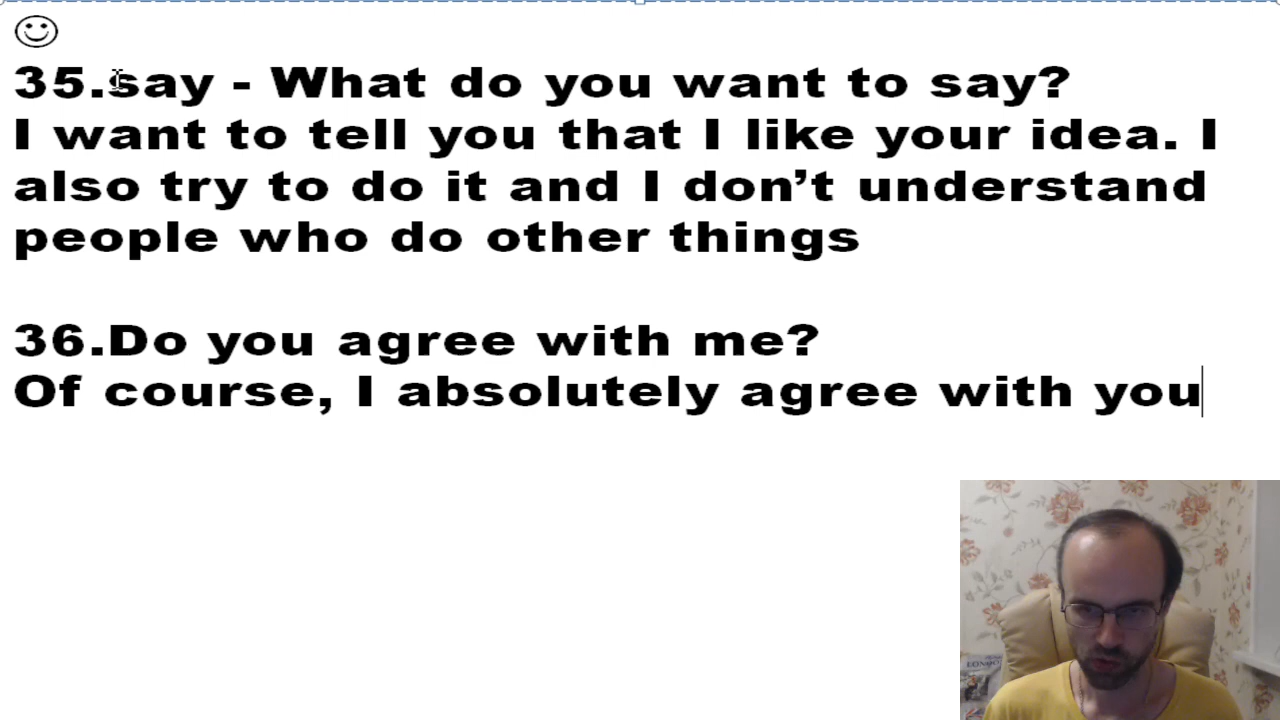 35.say - What do you want to say?
I want to tell you that I like your idea. I
also try to do it and I don’t understand
people who do other things
36.Do you agree with me?
Of course, I absolutely agree with you